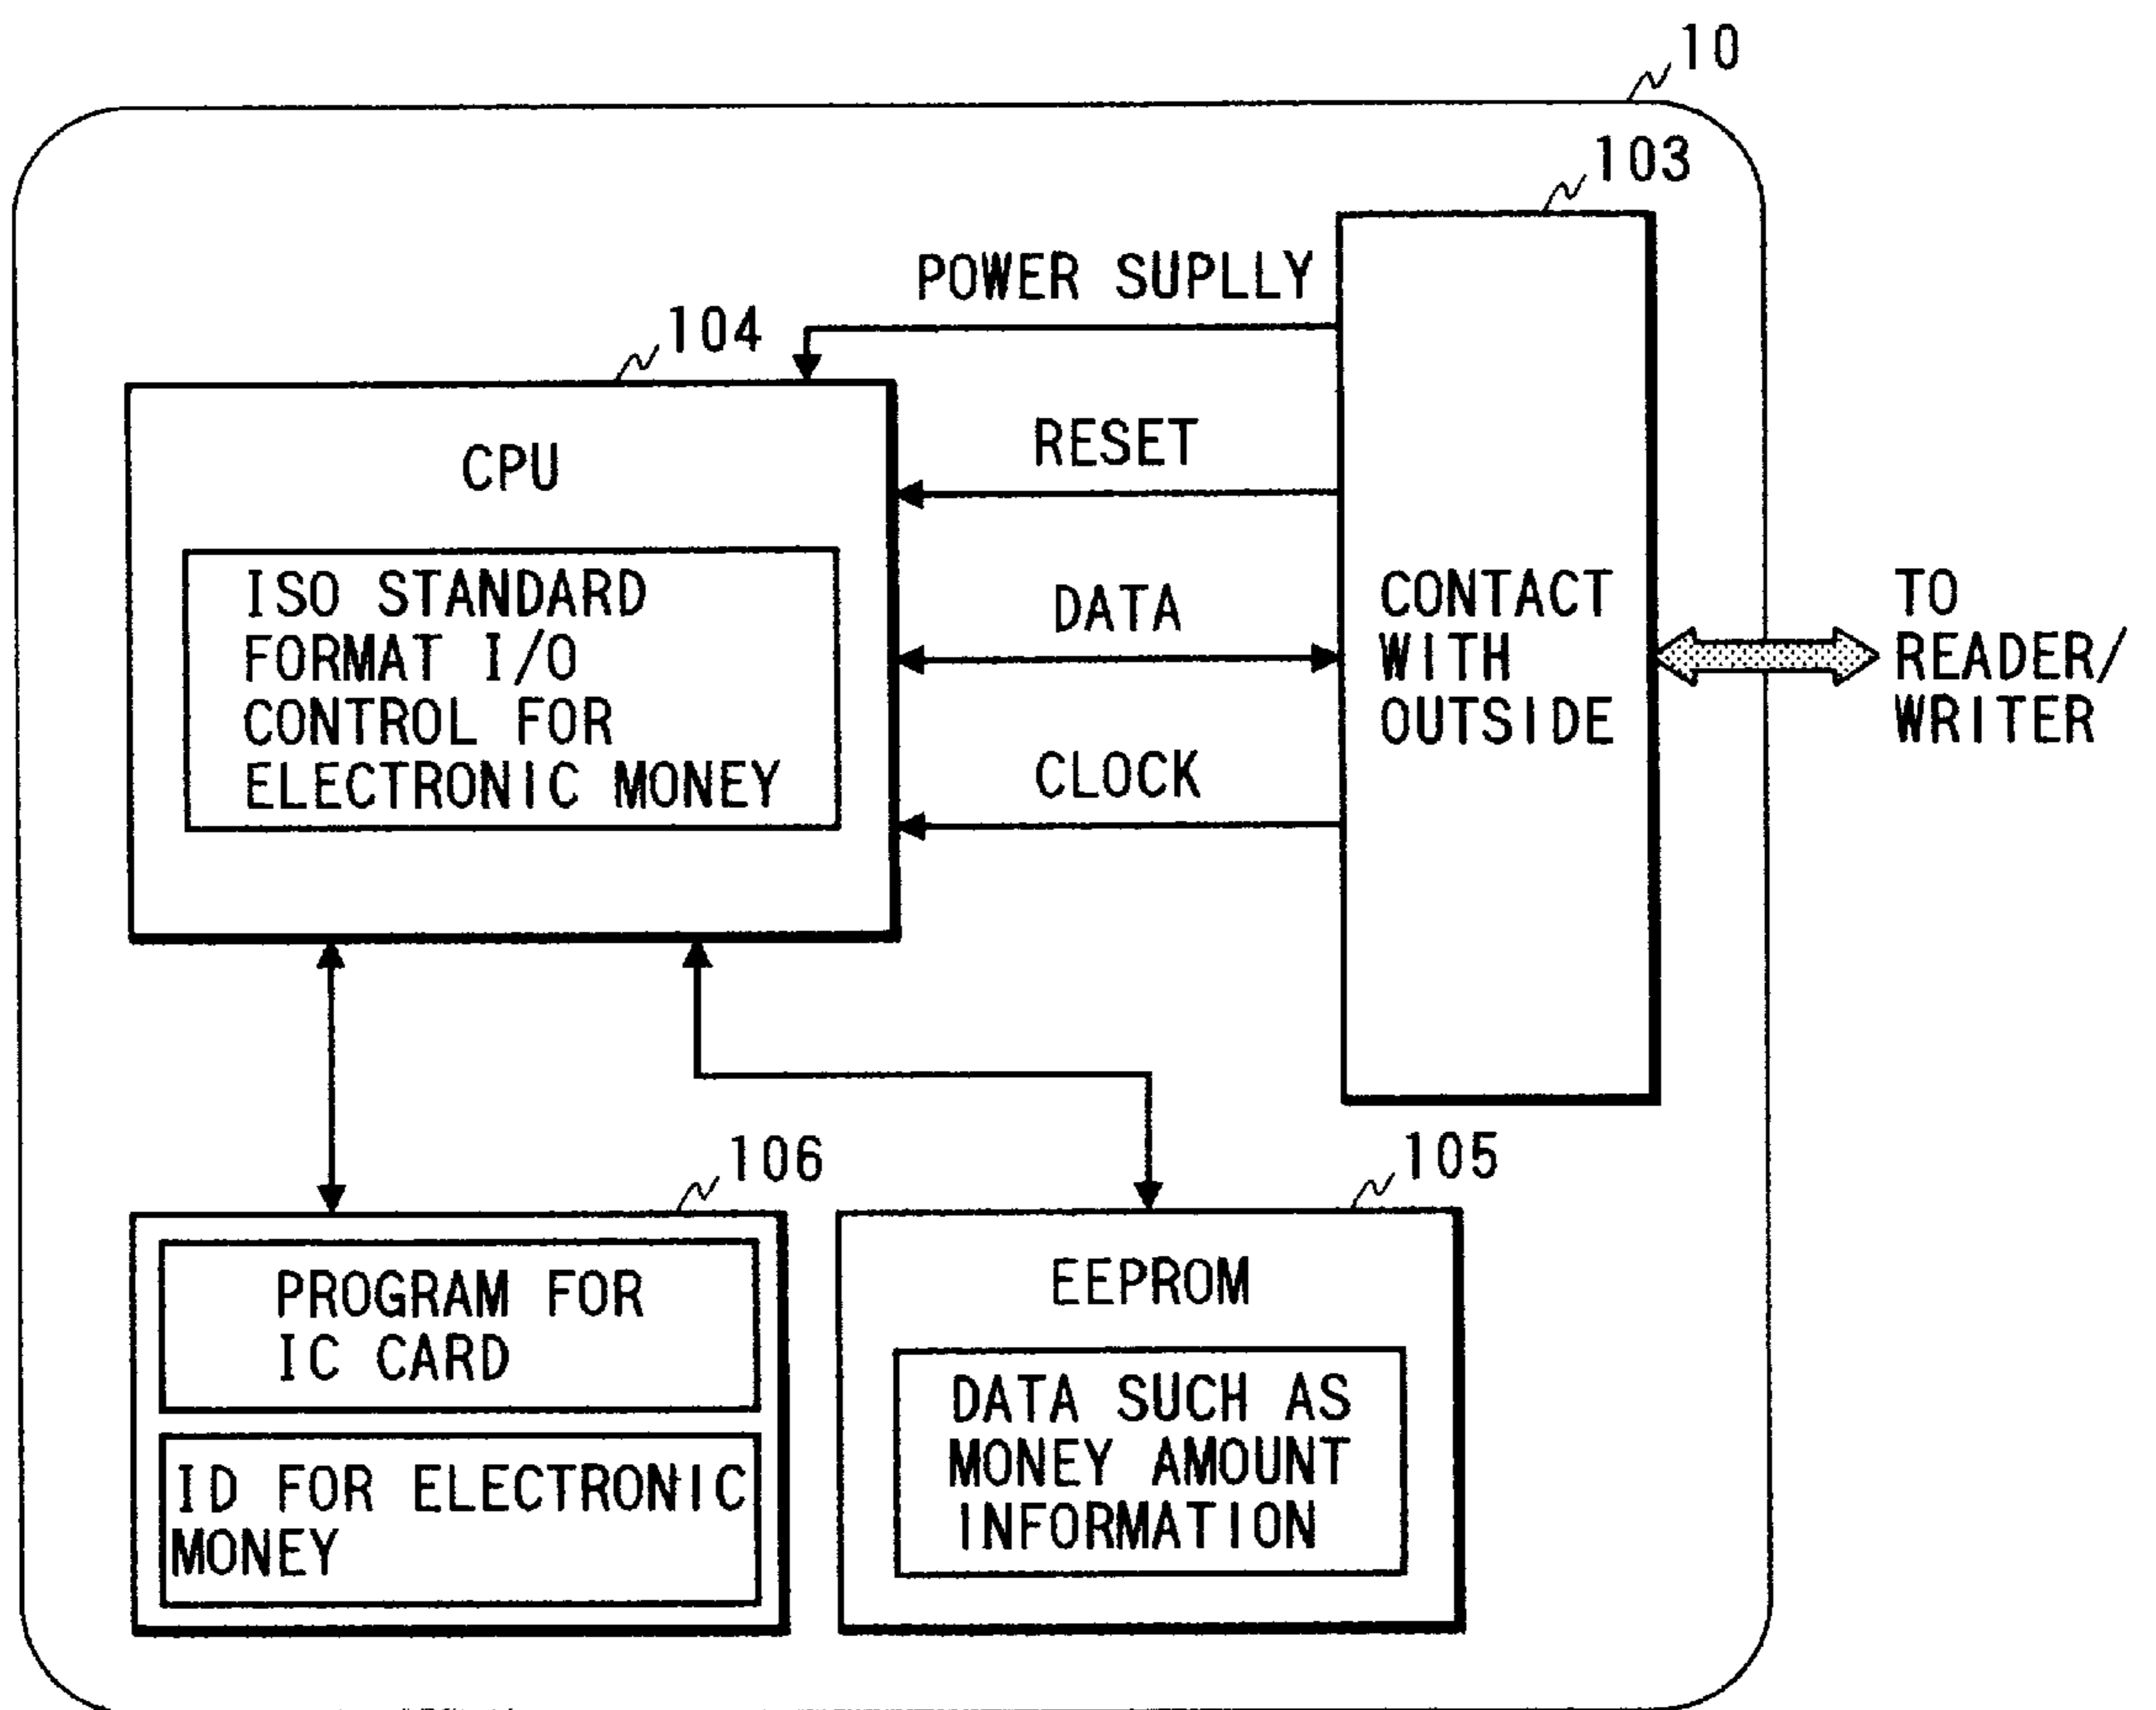 10
103
POWER SUPLLY
104
RESET
CPU
ISO STANDARD
FORMAT I/O
CONTROL FOR
ELECTRONIC MONEY
DATA
CLOCK
CONTACT
WITH
OUTSIDE
TO
READER/
WRITER
106
PROGRAM FOR
IC CARD
ID FOR ELECTRONIC
MONEY
105
EEPROM
DATA SUCH AS
MONEY AMOUNT
INFORMATION